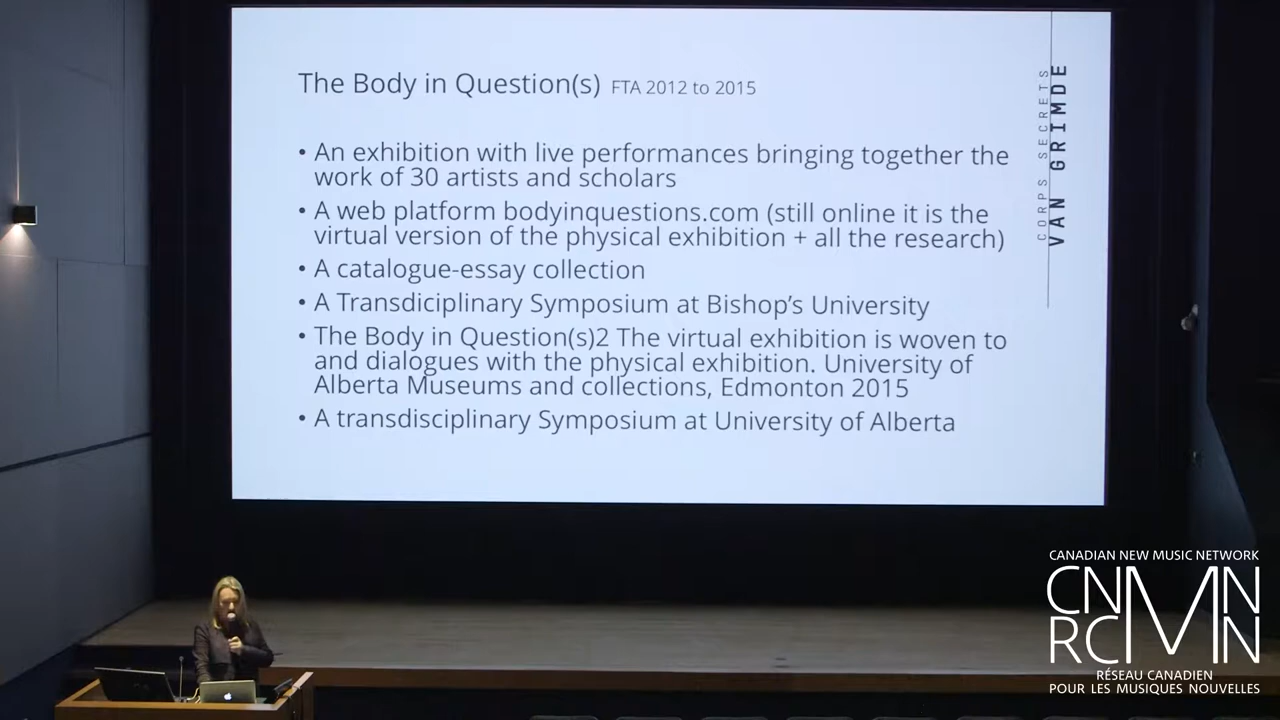 The Body in Question(s) FTA 2012 to 2015
• An exhibition with live performances bringing together the
work of 30 artists and scholars
• A web platform bodyinquestions.com (still online it is the
virtual version of the physical exhibition + all the research)
• A catalogue-essay collection
• A Transdiciplinary Symposium at Bishop's University
• The Body in Question(s)2 The virtual exhibition is woven to
and dialogues with the physical exhibition. University of
Alberta Museums and collections, Edmonton 2015
• A transdisciplinary Symposium at University of Alberta
CORPS SECRETS
VAN GRIMDE
CANADIAN NEW MUSIC NETWORK
CNMN
RCMN
RÉSEAU CANADIEN
POUR LES MUSIQUES NOUVELLES